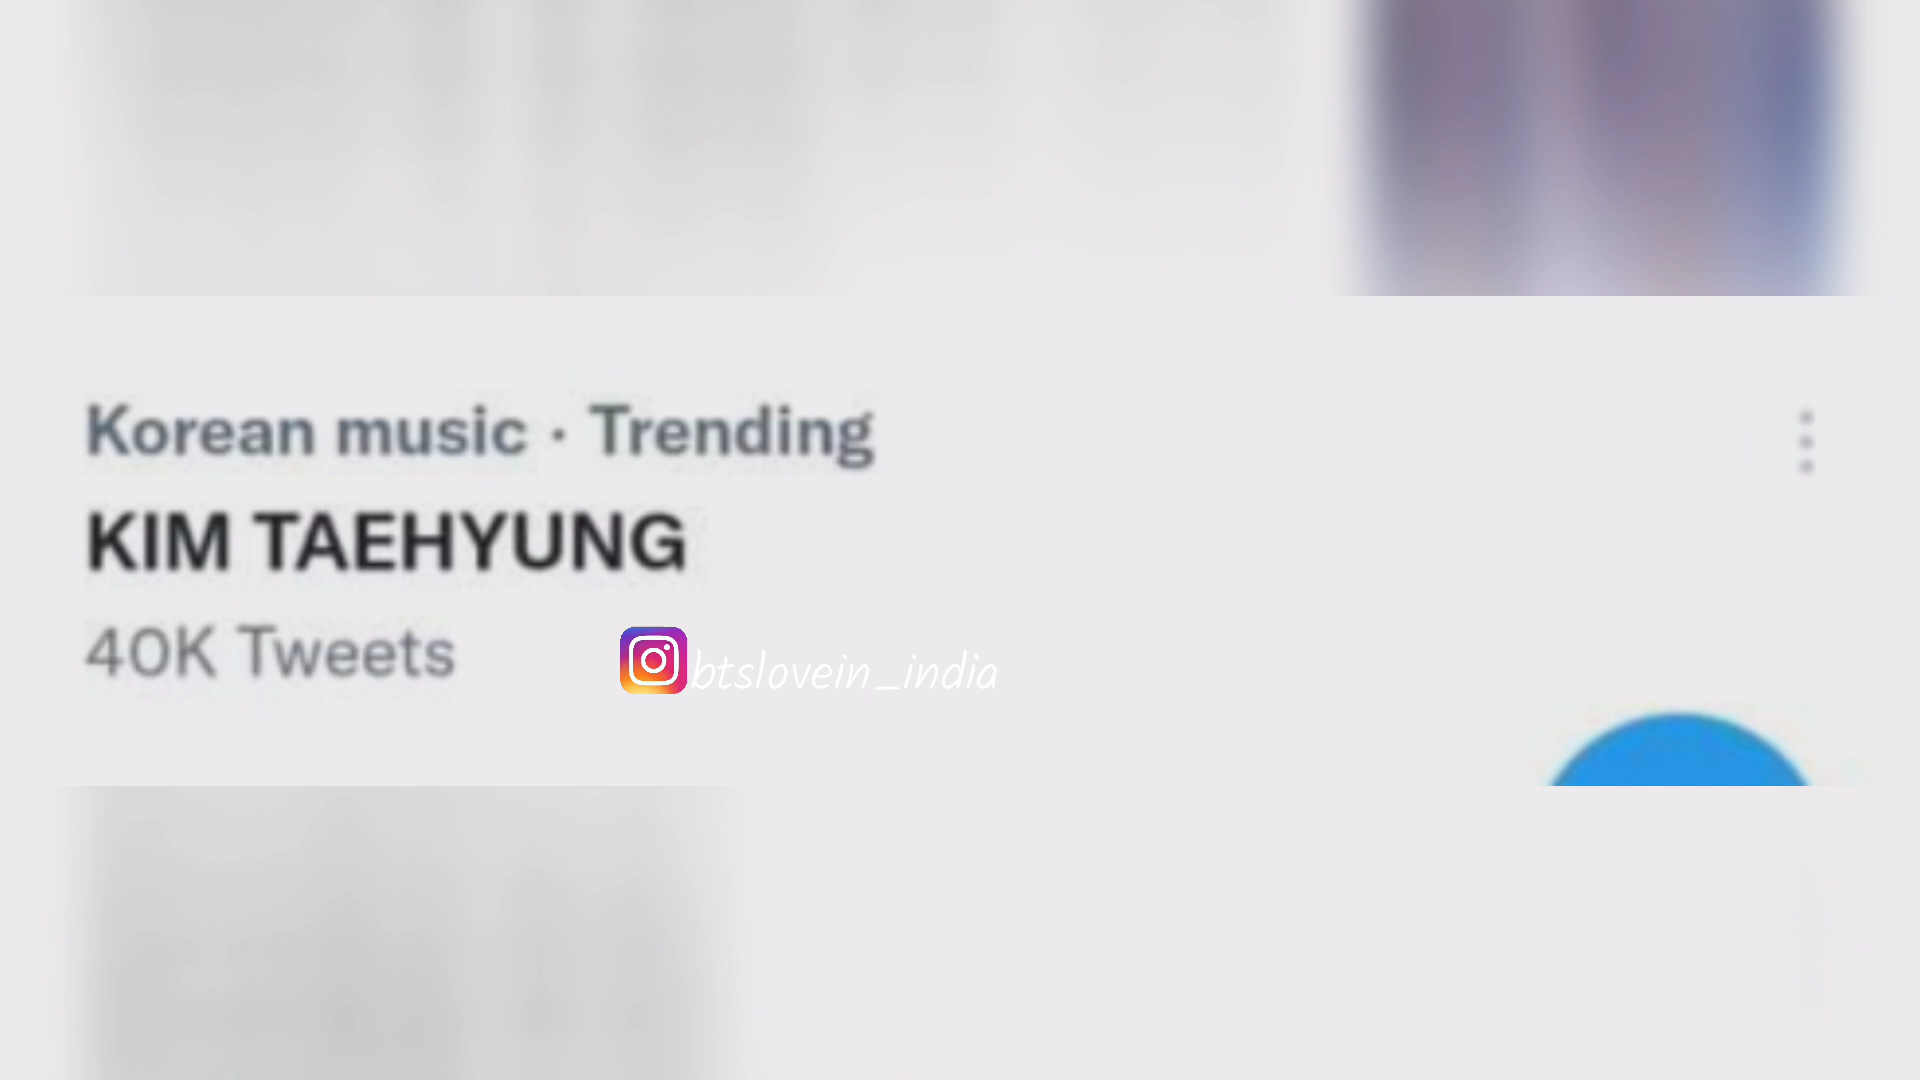 Korean music · Trending
KIM TAEHYUNG
40K Tweets
btslovein_india